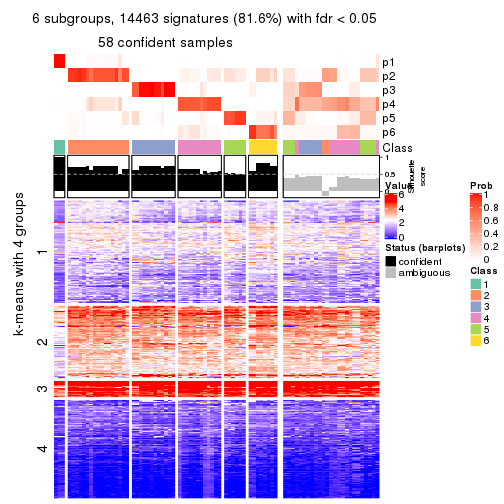 6 subgroups, 14463 signatures (81.6%) with fdr < 0.05
58 confident samples
p1
p2
p3
p4
p5
p6
Class
1
0.5
0
Silhouette
score
k-means with 4 groups
1
2
3
4
Value
6
4
2
0
Status (barplots)
confident
ambiguous
Prob
1
0.8
0.6
0.4
0.2
0
Class
1
2
3
4
5
6